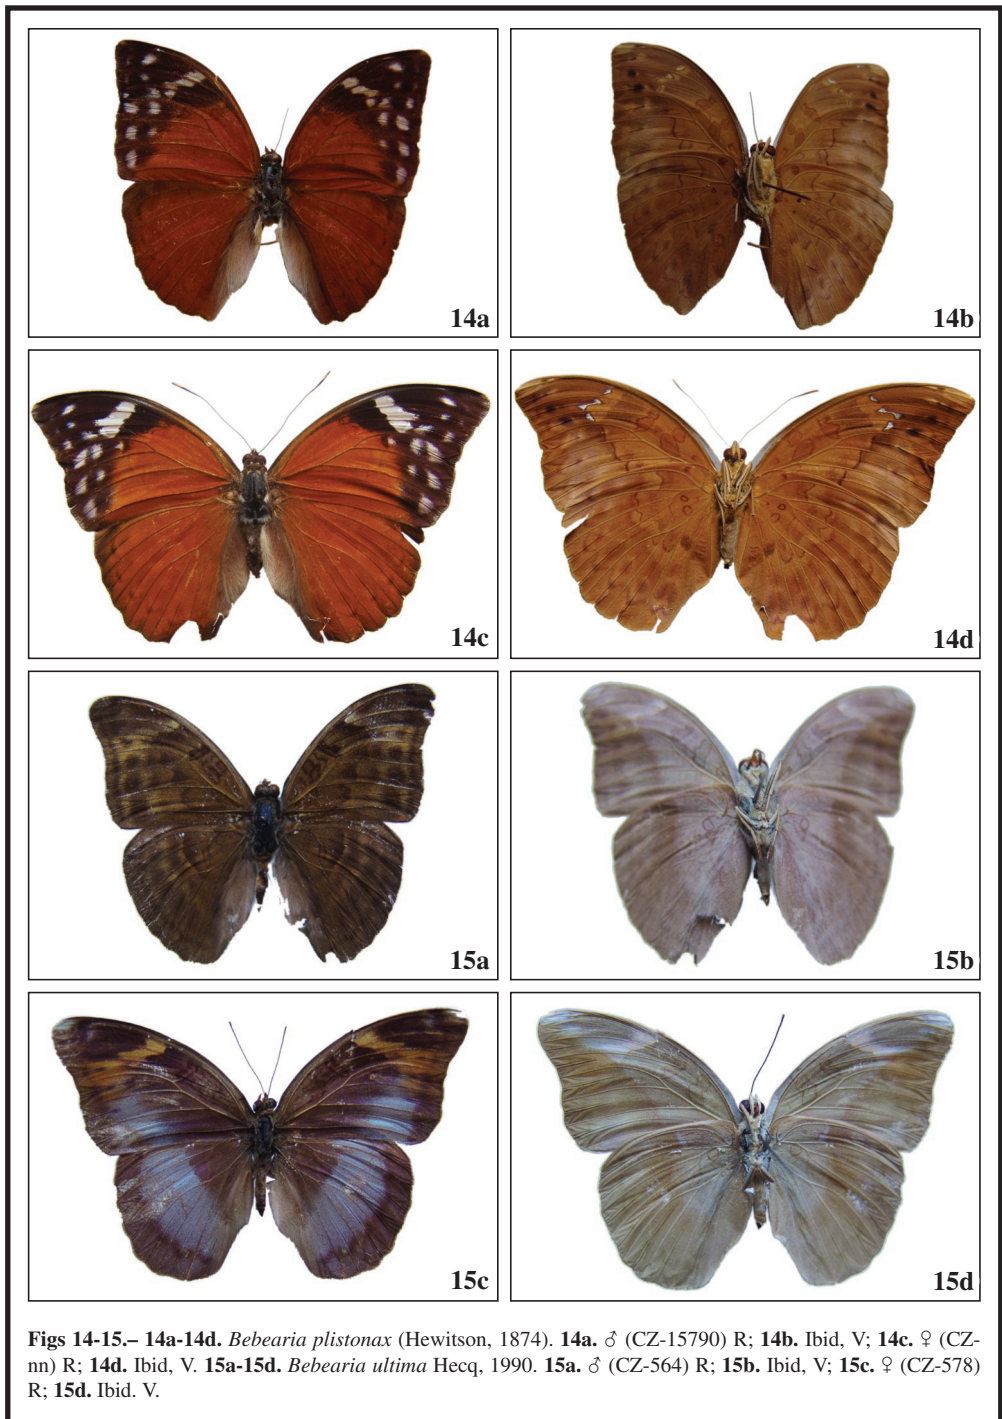 14a
14b
14c
14d
15a
15b
15c
15d
Figs 14-15.– 14a-14d. Bebearia plistonax (Hewitson, 1874). 14a. ♂ (CZ-15790) R; 14b. Ibid, V; 14c. ♀ (CZ-
nn) R; 14d. Ibid, V. 15a-15d. Bebearia ultima Hecq, 1990. 15a. ♂ (CZ-564) R; 15b. Ibid, V; 15c. ♀ (CZ-578)
R; 15d. Ibid. V.